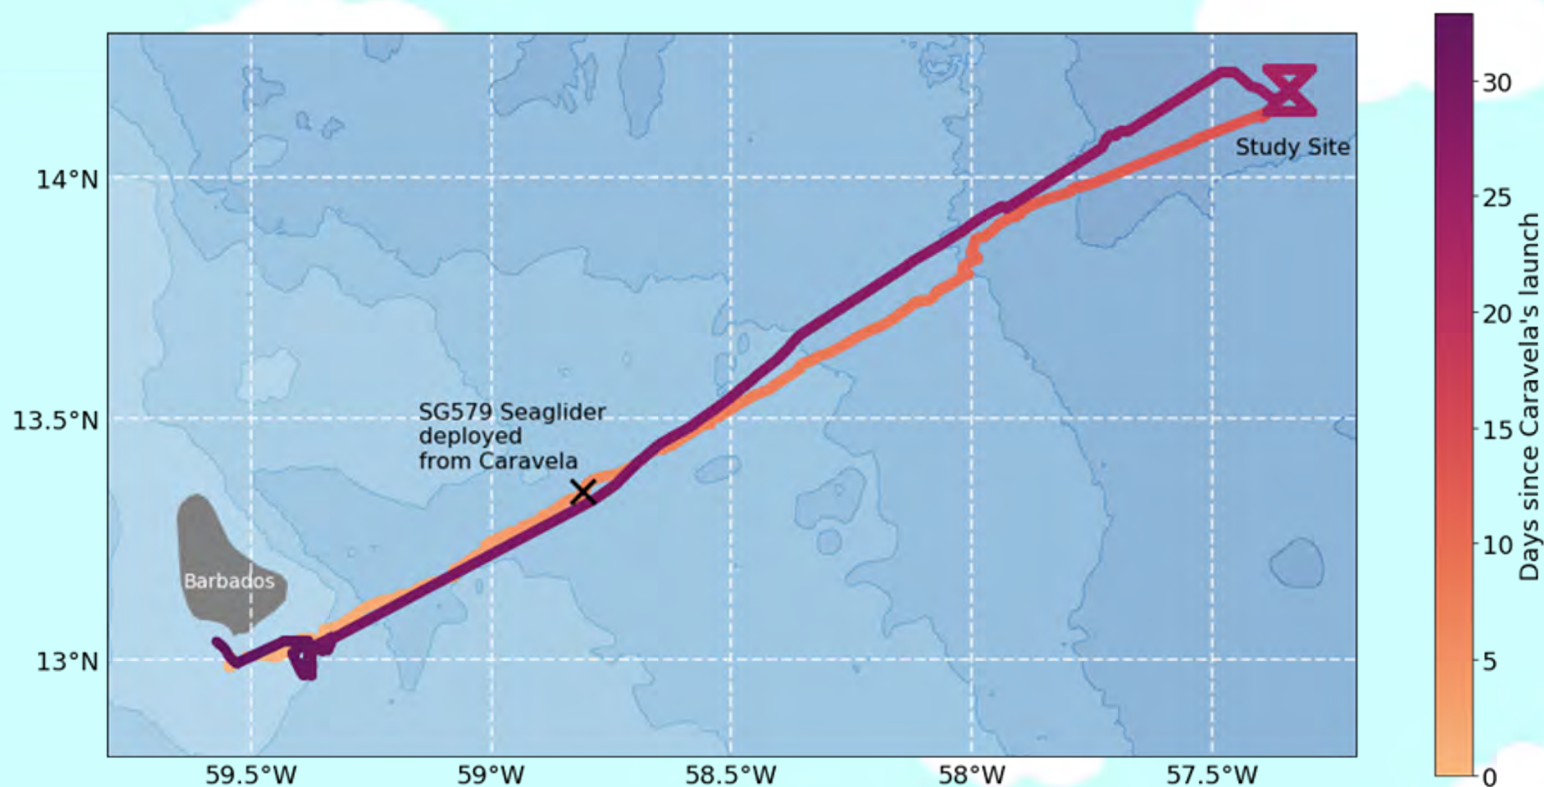 30
Study Site
14°N
25
20
SG579 Seaglider
deployed
from Caravela
13.5°N
15
Days since Caravela's launch
10
Barbados
13°N
5
0
59.5°W
59°W
58.5°W
58°W
57.5°W